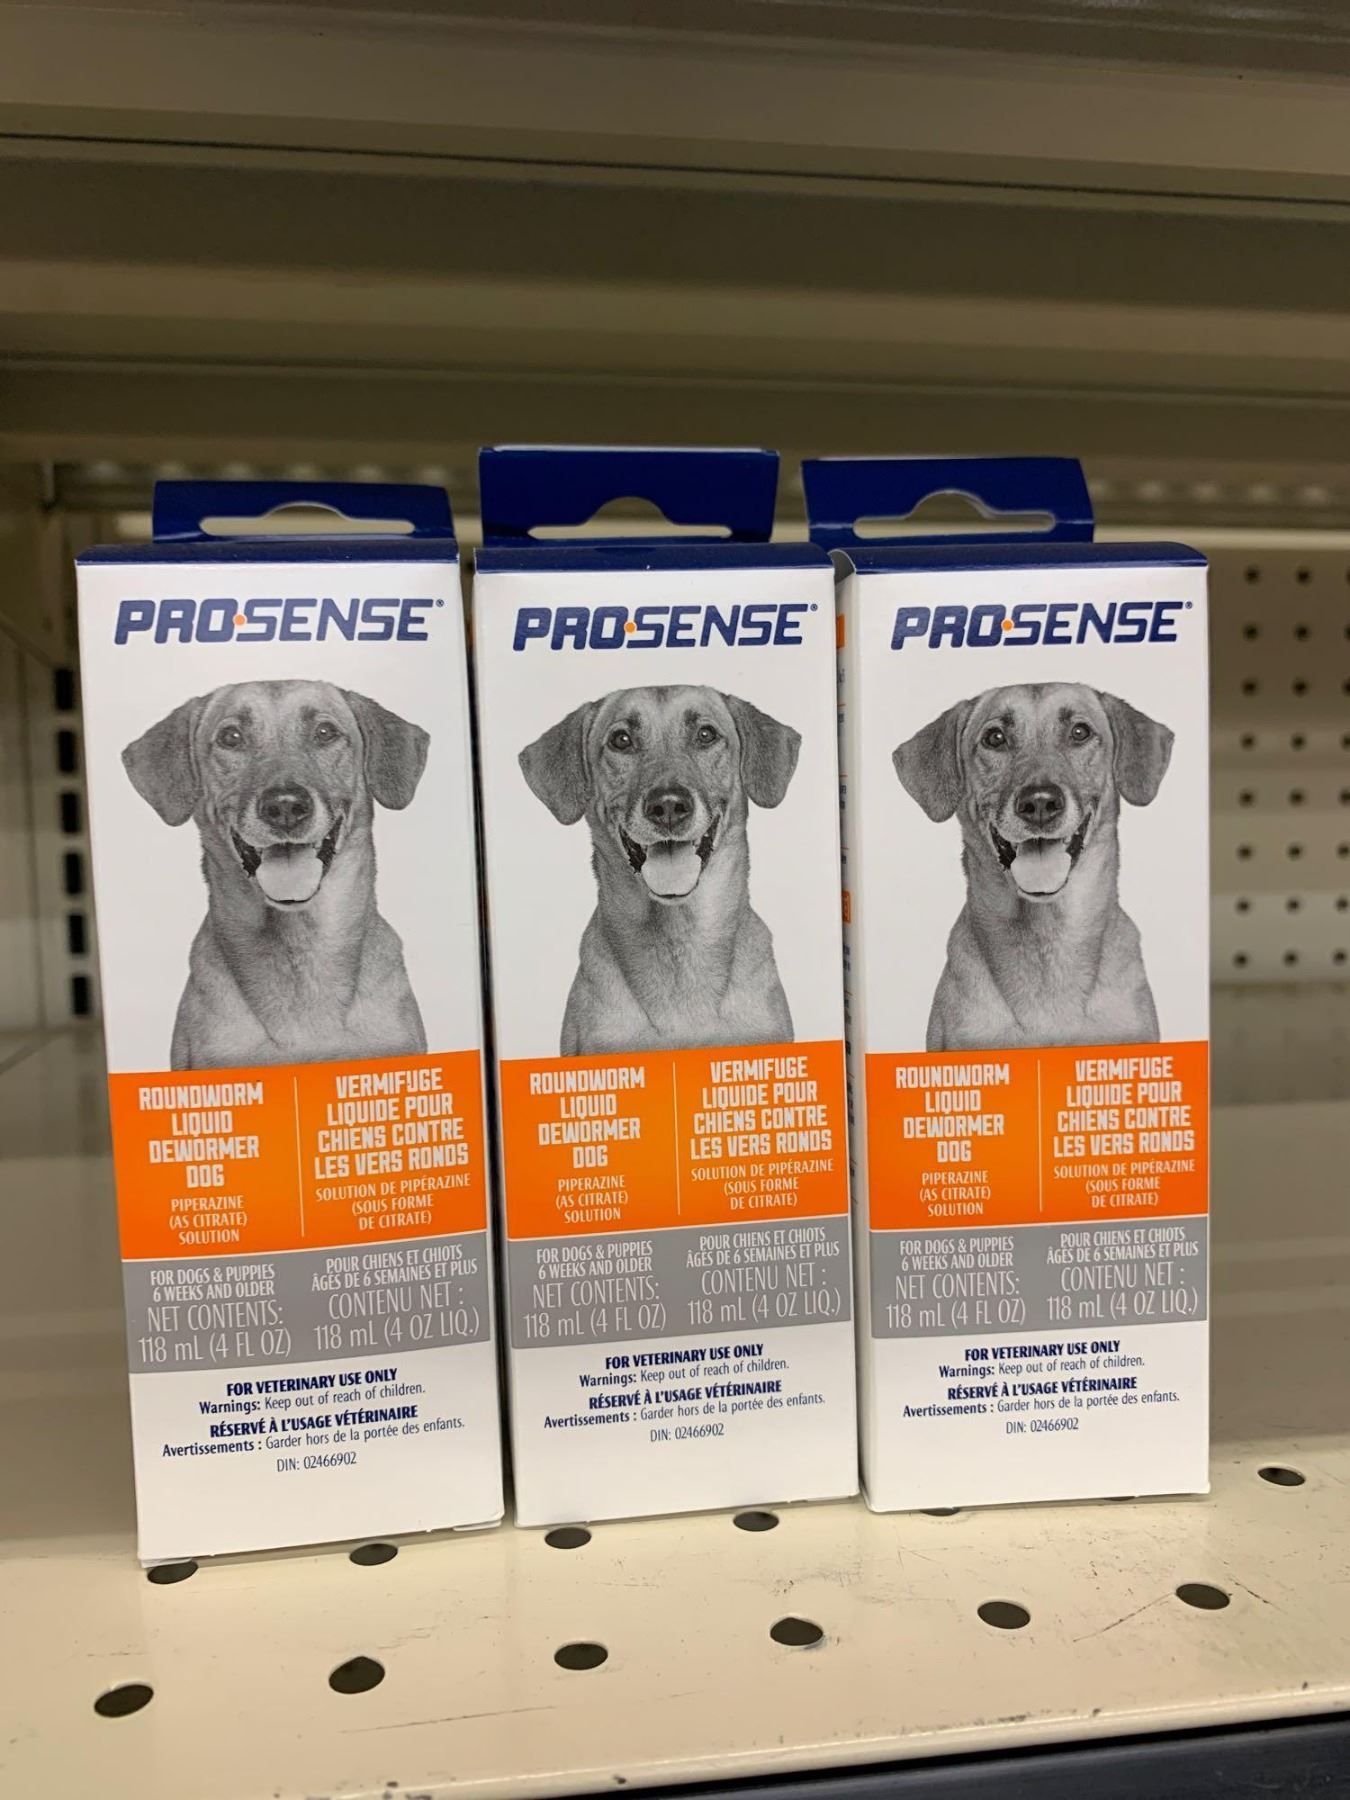 PRO·SENSE®
ROUNDWORM
LIQUID
DEWORMER
DOG
PIPERAZINE
(AS CITRATE)
SOLUTION
VERMIFUGE
LIQUIDE POUR
CHIENS CONTRE
LES VERS RONDS
SOLUTION DE PIPÉRAZINE
(SOUS FORME
DE CITRATE)
FOR DOGS & PUPPIES
6 WEEKS AND OLDER
NET CONTENTS:
118 mL (4 FL OZ)
POUR CHIENS ET CHIOTS
ÂGÉS DE 6 SEMAINES ET PLUS
CONTENU NET :
118 mL (4 OZ LIQ.)
FOR VETERINARY USE ONLY
Warnings: Keep out of reach of children.
RÉSERVÉ À L'USAGE VÉTÉRINAIRE
Avertissements : Garder hors de la portée des enfants.
DIN: 02466902
PRO·SENSE®
ROUNDWORM
LIQUID
DEWORMER
DOG
PIPERAZINE
(AS CITRATE)
SOLUTION
VERMIFUGE
LIQUIDE POUR
CHIENS CONTRE
LES VERS RONDS
SOLUTION DE PIPÉRAZINE
(SOUS FORME
DE CITRATE)
FOR DOGS & PUPPIES
6 WEEKS AND OLDER
NET CONTENTS:
118 mL (4 FL OZ)
POUR CHIENS ET CHIOTS
ÂGÉS DE 6 SEMAINES ET PLUS
CONTENU NET :
118 mL (4 OZ LIQ.)
FOR VETERINARY USE ONLY
Warnings: Keep out of reach of children.
RÉSERVÉ À L'USAGE VÉTÉRINAIRE
Avertissements : Garder hors de la portée des enfants.
DIN: 02466902
PRO·SENSE®
ROUNDWORM
LIQUID
DEWORMER
DOG
PIPERAZINE
(AS CITRATE)
SOLUTION
VERMIFUGE
LIQUIDE POUR
CHIENS CONTRE
LES VERS RONDS
SOLUTION DE PIPÉRAZINE
(SOUS FORME
DE CITRATE)
FOR DOGS & PUPPIES
6 WEEKS AND OLDER
NET CONTENTS:
118 mL (4 FL OZ)
POUR CHIENS ET CHIOTS
ÂGÉS DE 6 SEMAINES ET PLUS
CONTENU NET :
118 mL (4 OZ LIQ.)
FOR VETERINARY USE ONLY
Warnings: Keep out of reach of children.
RÉSERVÉ À L'USAGE VÉTÉRINAIRE
Avertissements : Garder hors de la portée des enfants.
DIN: 02466902